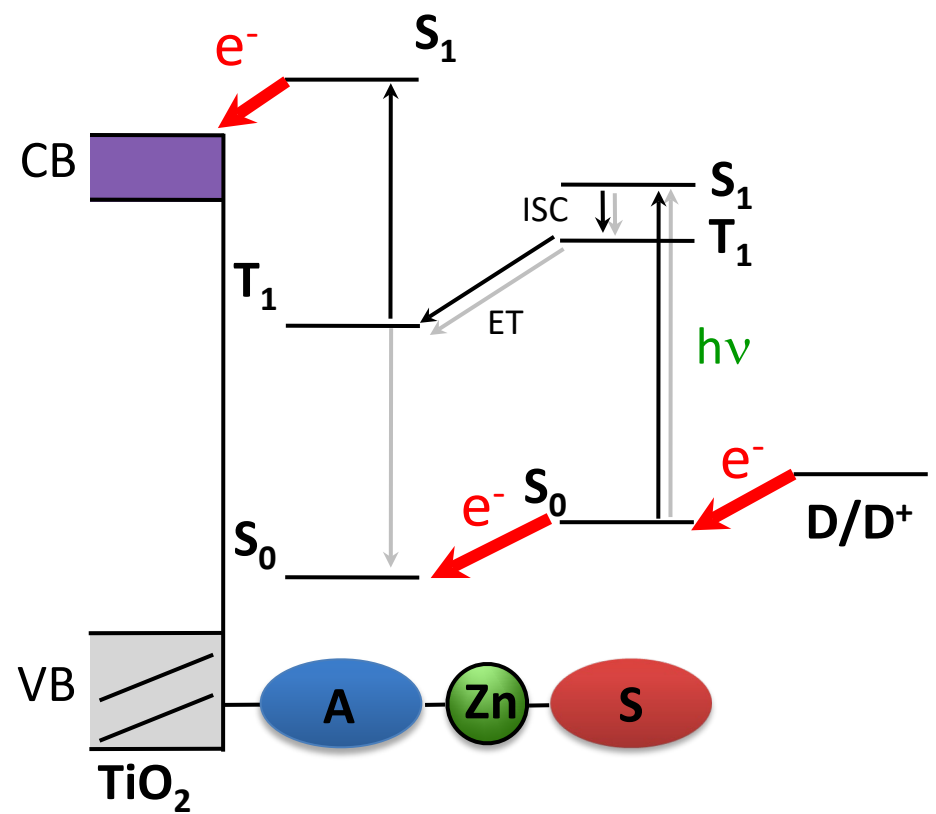 e⁻
S₁
CB
S₁
ISC
T₁
T₁
ET
hν
e⁻
S₀
e⁻
D/D⁺
S₀
VB
A
Zn
S
TiO₂